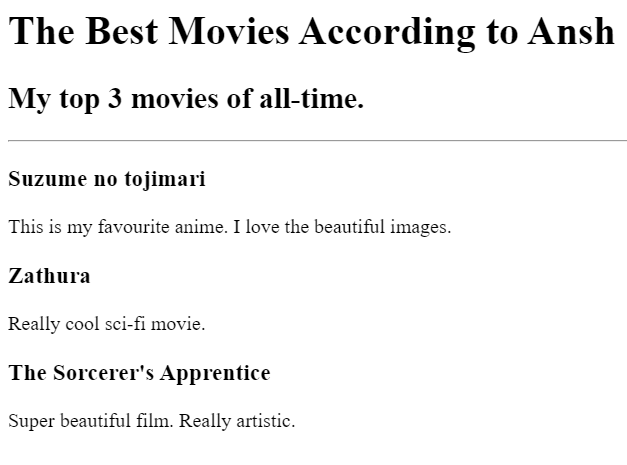 The Best Movies According to Ansh
My top 3 movies of all-time.
Suzume no tojimari
This is my favourite anime. I love the beautiful images.
Zathura
Really cool sci-fi movie.
The Sorcerer's Apprentice
Super beautiful film. Really artistic.